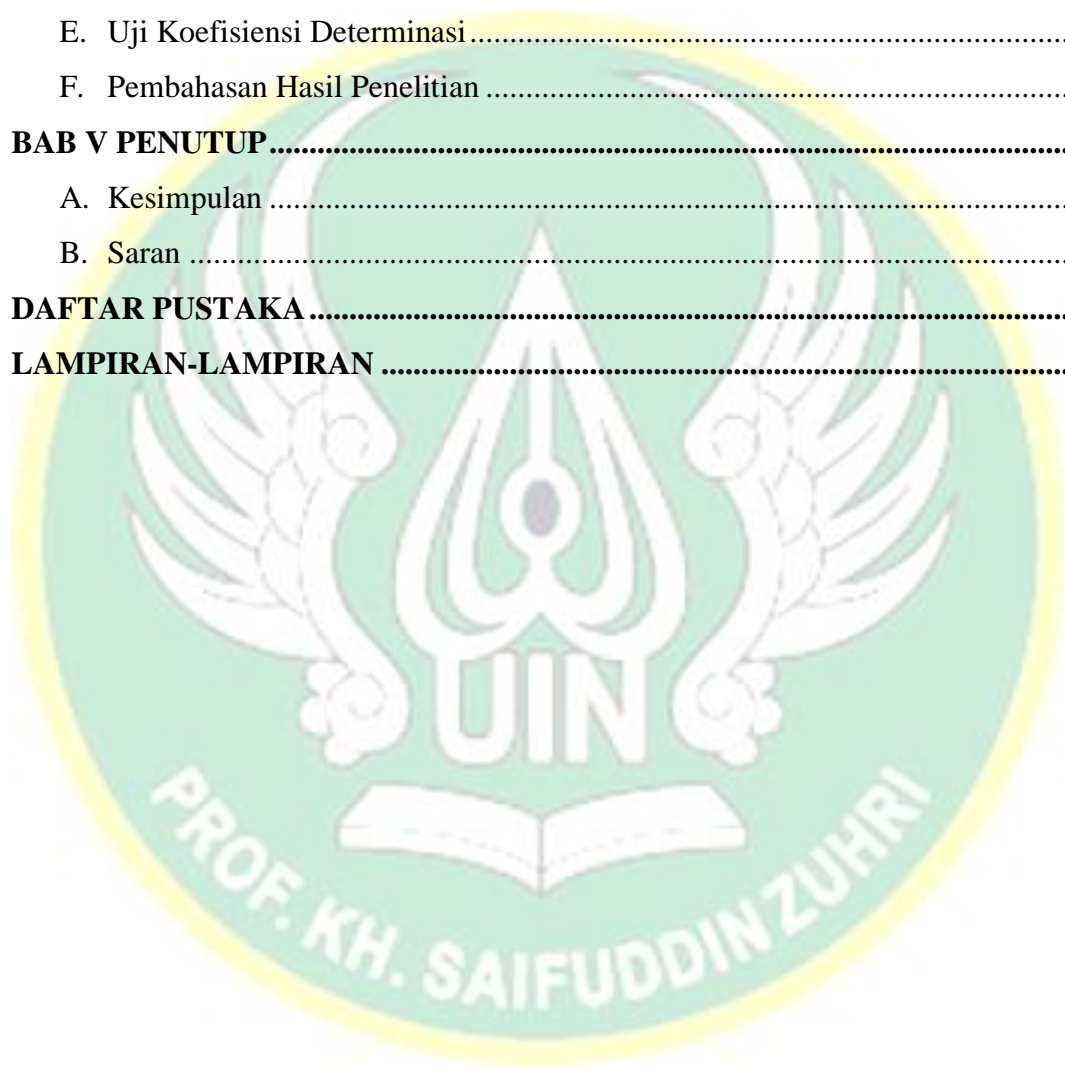 E. Uji Koefisiensi Determinasi................................................................................
F. Pembahasan Hasil Penelitian ..............................................................................
BAB V PENUTUP.....................................................................................................
A. Kesimpulan .........................................................................................................
B. Saran ..................................................................................................................
DAFTAR PUSTAKA ................................................................................................
LAMPIRAN-LAMPIRAN .......................................................................................
UIN
PROF. KH. SAIFUDDIN ZUHRI